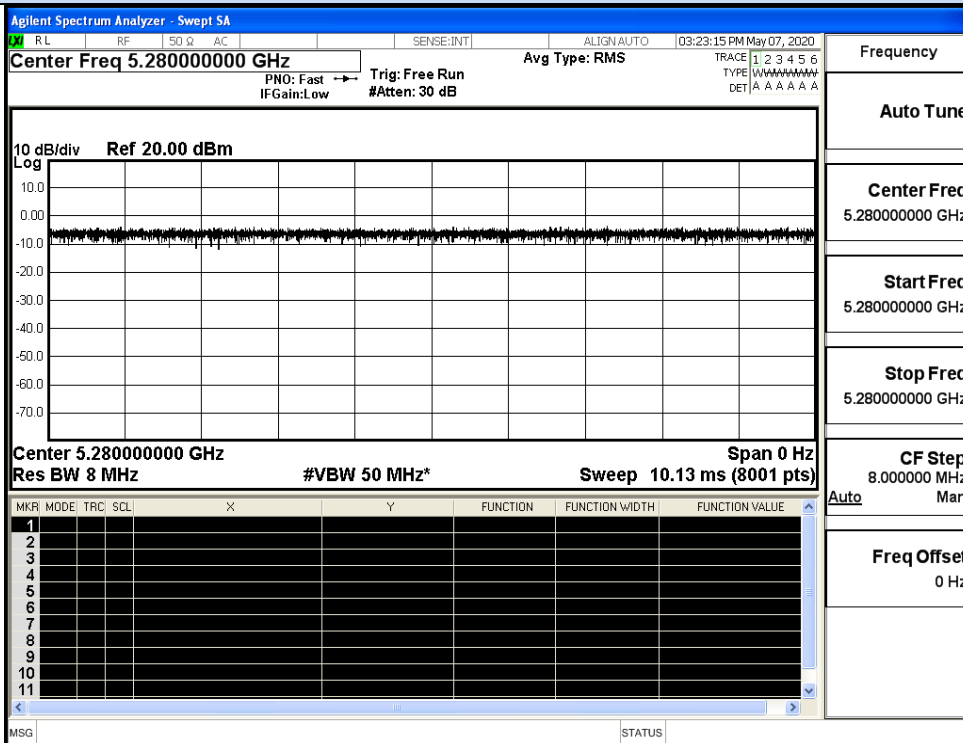 Agilent Spectrum Analyzer - Swept SA
LXI RL RF 50 Ω AC SENSE:INT ALIGN AUTO 03:23:15 PM May 07, 2020
Center Freq 5.280000000 GHz
PNO: Fast
IFGain:Low
Trig: Free Run
#Atten: 30 dB
Avg Type: RMS
TRACE 1 2 3 4 5 6
TYPE
DET A A A A A A
10 dB/div Ref 20.00 dBm
Log
10.0
0.00
-10.0
-20.0
-30.0
-40.0
-50.0
-60.0
-70.0
Center 5.280000000 GHz Span 0 Hz
Res BW 8 MHz #VBW 50 MHz* Sweep 10.13 ms (8001 pts)
MKR MODE TRC SCL X Y FUNCTION FUNCTION WIDTH FUNCTION VALUE
1
2
3
4
5
6
7
8
9
10
11
MSG STATUS
Frequency
Auto Tune
Center Freq
5.280000000 GHz
Start Freq
5.280000000 GHz
Stop Freq
5.280000000 GHz
CF Step
8.000000 MHz
Auto Man
Freq Offset
0 Hz